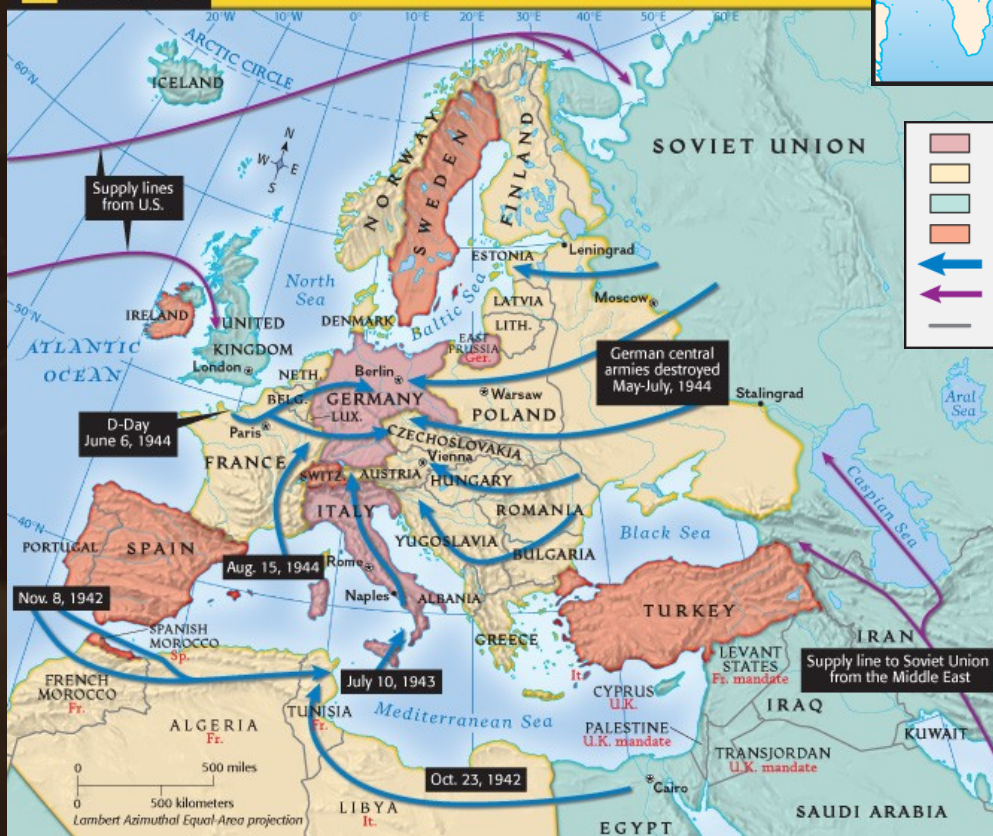 20°W
10°W
0°
10°E
20°E
30°E
40°E
50°E
60°E
ARCTIC CIRCLE
60°N
ICELAND
N
W E
S
NORWAY
SWEDEN
FINLAND
SOVIET UNION
Supply lines
from U.S.
Leningrad
ESTONIA
North
Sea
Baltic Sea
LATVIA
Moscow
50°N
IRELAND
UNITED
KINGDOM
DENMARK
LITH.
EAST
PRUSSIA
Ger.
ATLANTIC
OCEAN
London
NETH.
Berlin
German central
armies destroyed
May-July, 1944
BELG.
GERMANY
Warsaw
POLAND
Stalingrad
Aral
Sea
LUX.
D-Day
June 6, 1944
Paris
CZECHOSLOVAKIA
Vienna
FRANCE
SWITZ.
AUSTRIA
HUNGARY
Caspian Sea
ITALY
ROMANIA
40°N
Black Sea
PORTUGAL
SPAIN
YUGOSLAVIA
BULGARIA
Aug. 15, 1944
Rome
Nov. 8, 1942
Naples
ALBANIA
TURKEY
SPANISH
MOROCCO
Sp.
GREECE
IRAN
FRENCH
MOROCCO
Fr.
July 10, 1943
It.
LEVANT
STATES
Fr. mandate
Supply line to Soviet Union
from the Middle East
CYPRUS
U.K.
TUNISIA
Fr.
Mediterranean Sea
IRAQ
ALGERIA
Fr.
PALESTINE
U.K. mandate
KUWAIT
TRANSJORDAN
U.K. mandate
0 500 miles
0 500 kilometers
Lambert Azimuthal Equal-Area projection
Oct. 23, 1942
Cairo
LIBYA
It.
EGYPT
SAUDI ARABIA